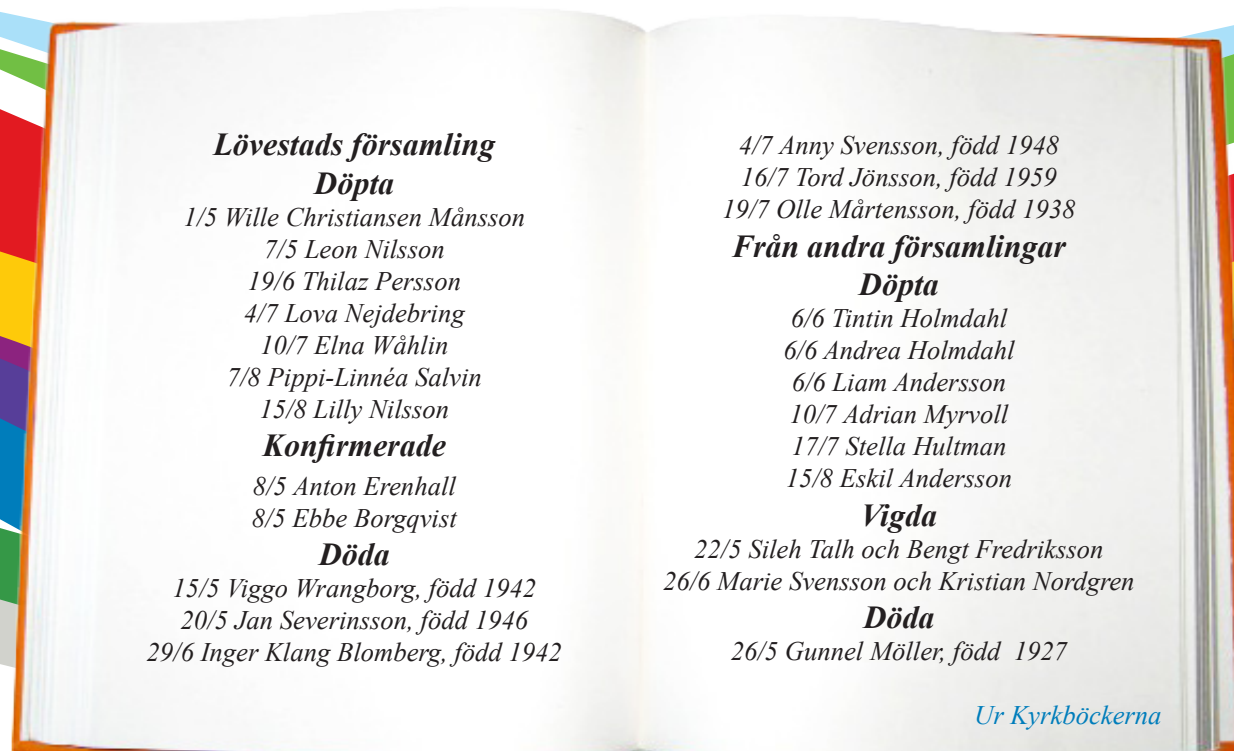 Lövestads församling
Döpta
1/5 Wille Christiansen Månsson
7/5 Leon Nilsson
19/6 Thilaz Persson
4/7 Lova Nejdebring
10/7 Elna Wåhlin
7/8 Pippi-Linnéa Salvin
15/8 Lilly Nilsson
Konfirmerade
8/5 Anton Erenhall
8/5 Ebbe Borgqvist
Döda
15/5 Viggo Wrangborg, född 1942
20/5 Jan Severinsson, född 1946
29/6 Inger Klang Blomberg, född 1942
4/7 Anny Svensson, född 1948
16/7 Tord Jönsson, född 1959
19/7 Olle Mårtensson, född 1938
Från andra församlingar
Döpta
6/6 Tintin Holmdahl
6/6 Andrea Holmdahl
6/6 Liam Andersson
10/7 Adrian Myrvoll
17/7 Stella Hultman
15/8 Eskil Andersson
Vigda
22/5 Sileh Talh och Bengt Fredriksson
26/6 Marie Svensson och Kristian Nordgren
Döda
26/5 Gunnel Möller, född 1927
Ur Kyrkböckerna